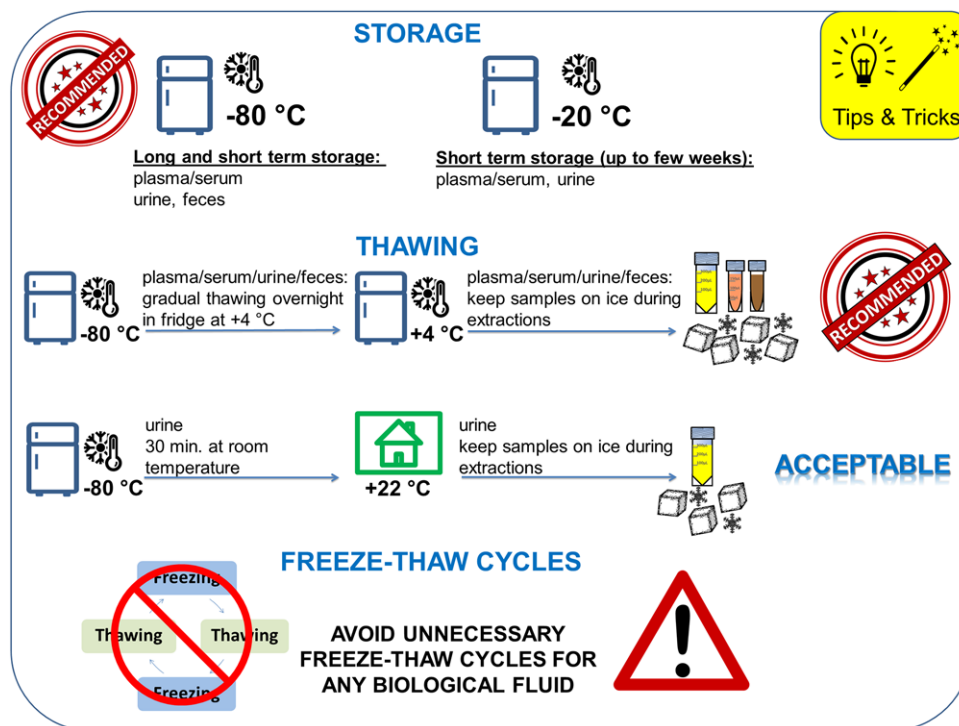 STORAGE
RECOMMENDED
-80 °C
-20 °C
Tips & Tricks
Long and short term storage:
plasma/serum
urine, feces
Short term storage (up to few weeks):
plasma/serum, urine
THAWING
-80 °C
plasma/serum/urine/feces:
gradual thawing overnight
in fridge at +4 °C
+4 °C
plasma/serum/urine/feces:
keep samples on ice during
extractions
RECOMMENDED
-80 °C
urine
30 min. at room
temperature
+22 °C
urine
keep samples on ice during
extractions
ACCEPTABLE
FREEZE-THAW CYCLES
Freezing
Thawing
Thawing
Freezing
AVOID UNNECESSARY
FREEZE-THAW CYCLES FOR
ANY BIOLOGICAL FLUID